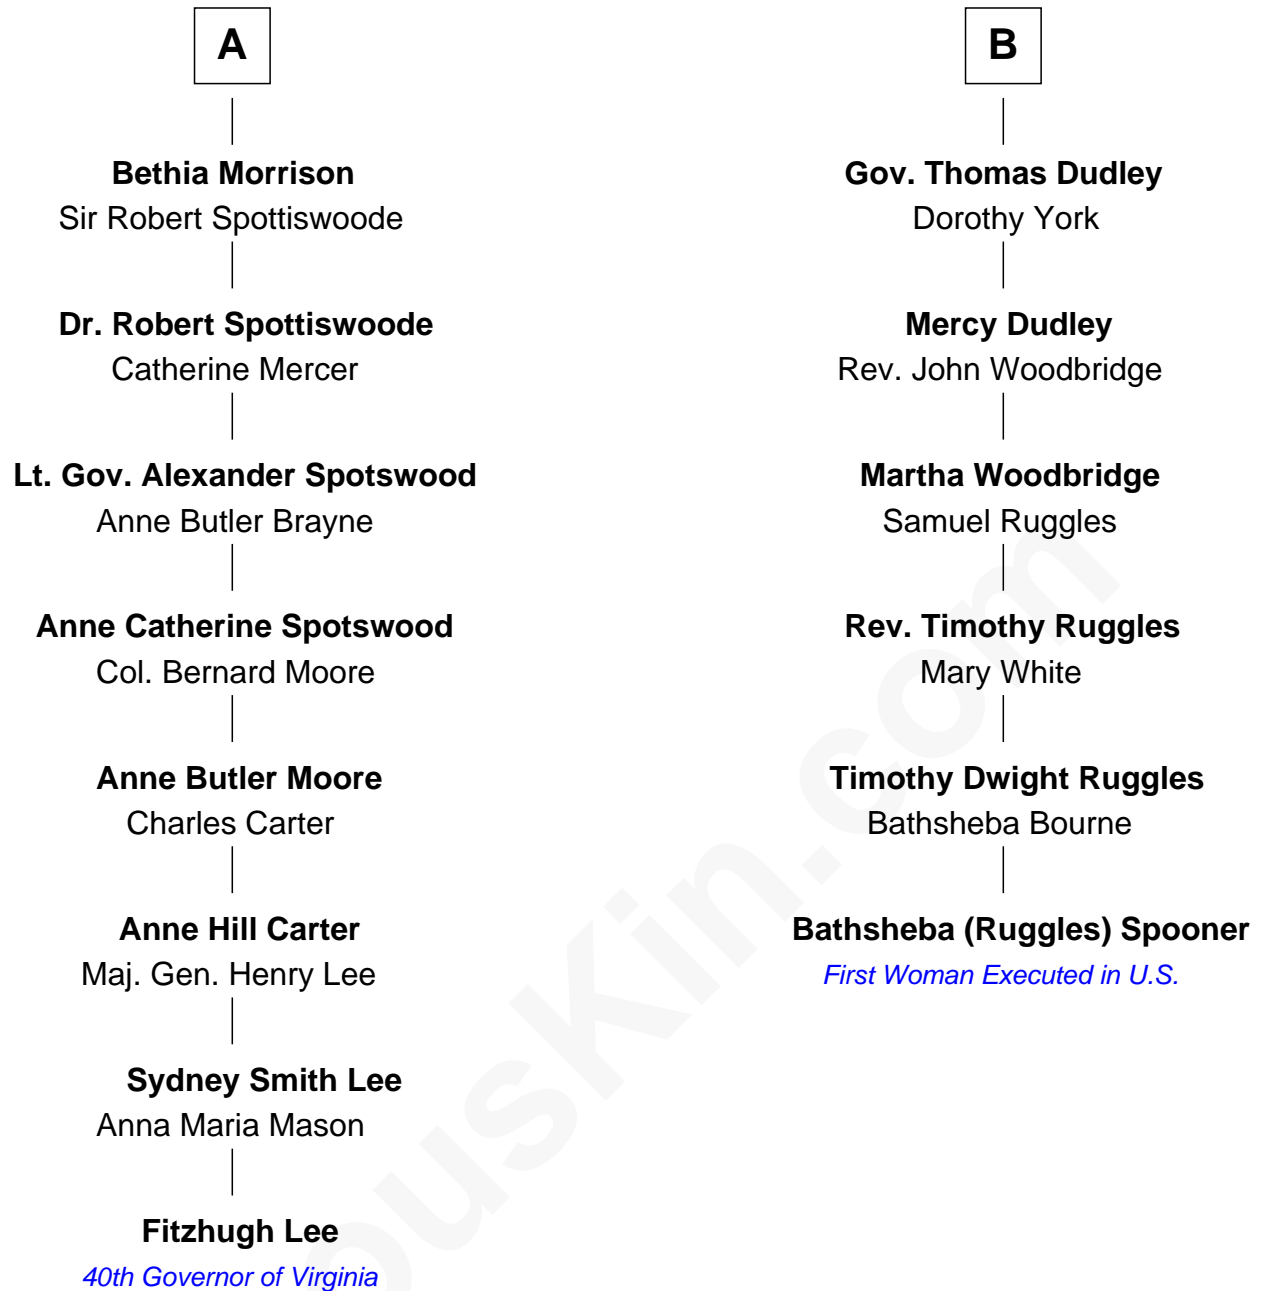 A
Bethia Morrison
Sir Robert Spottiswoode
Dr. Robert Spottiswoode
Catherine Mercer
Lt. Gov. Alexander Spotswood
Anne Butler Brayne
Anne Catherine Spotswood
Col. Bernard Moore
Anne Butler Moore
Charles Carter
Anne Hill Carter
Maj. Gen. Henry Lee
Sydney Smith Lee
Anna Maria Mason
Fitzhugh Lee
40th Governor of Virginia
B
Gov. Thomas Dudley
Dorothy York
Mercy Dudley
Rev. John Woodbridge
Martha Woodbridge
Samuel Ruggles
Rev. Timothy Ruggles
Mary White
Timothy Dwight Ruggles
Bathsheba Bourne
Bathsheba (Ruggles) Spooner
First Woman Executed in U.S.
ousKin.com